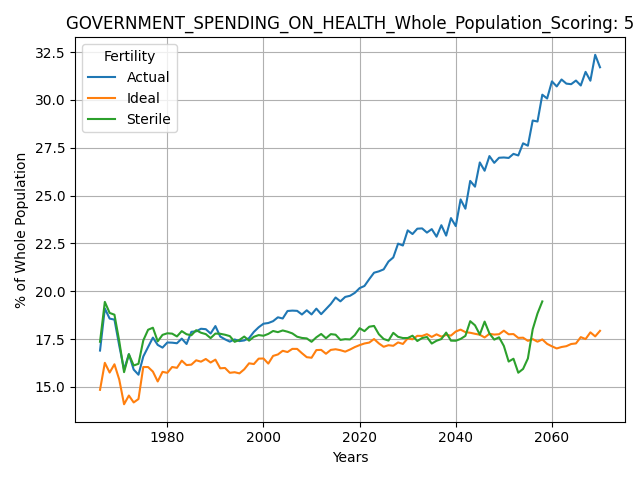 GOVERNMENT_SPENDING_ON_HEALTH_Whole_Population_Scoring: 5
Fertility
Actual
Ideal
Sterile
% of Whole Population
32.5
30.0
27.5
25.0
22.5
20.0
17.5
15.0
1980 2000 2020 2040 2060
Years